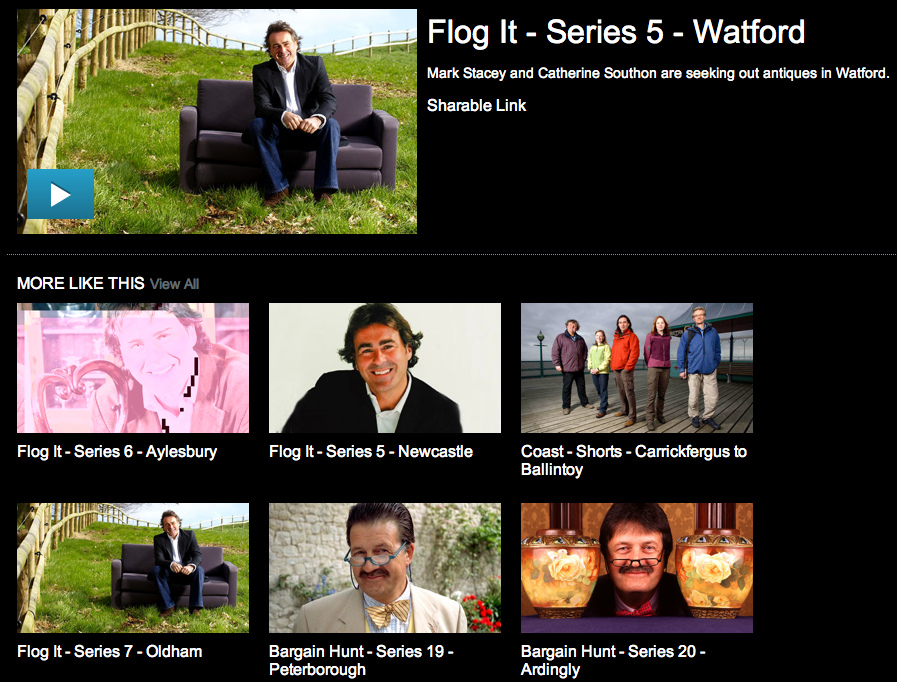 Flog It - Series 5 - Watford
Mark Stacey and Catherine Southon are seeking out antiques in Watford.
Sharable Link
MORE LIKE THIS View All
Flog It - Series 6 - Aylesbury
Flog It - Series 5 - Newcastle
Coast - Shorts - Carrickfergus to
Ballintoy
Flog It - Series 7 - Oldham
Bargain Hunt - Series 19 -
Peterborough
Bargain Hunt - Series 20 -
Ardingly